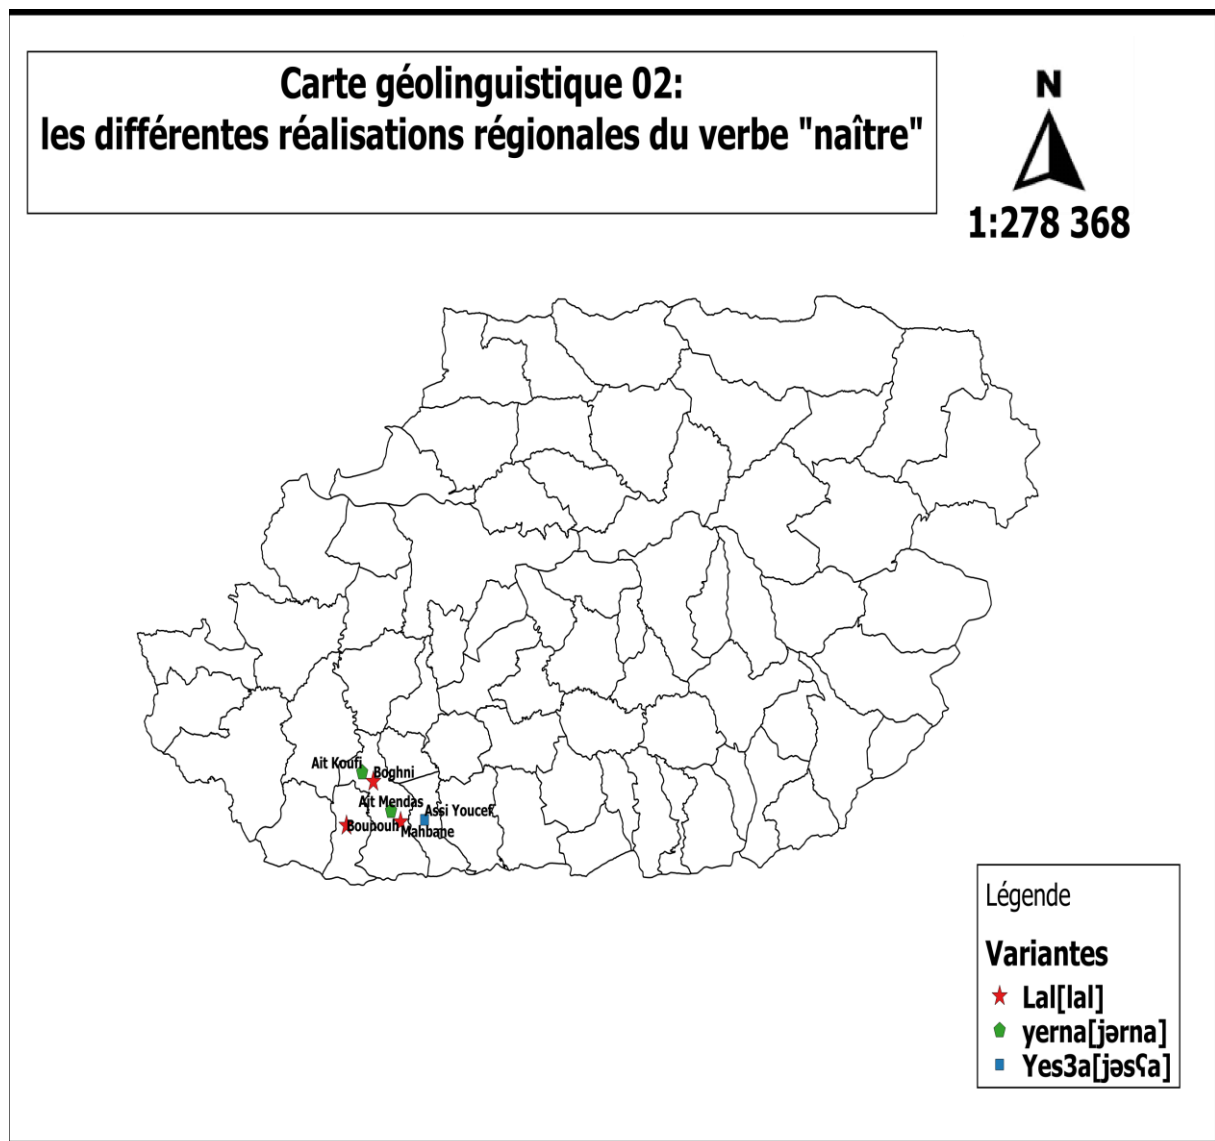 Carte géolinguistique 02:
les différentes réalisations régionales du verbe "naître"
N
1:278 368
Ait Koufi
Boghni
Ait Mendas
Assi Youcef
Bounouh
Mahbane
Légende
Variantes
Lal[lal]
yerna[jərna]
Yes3a[jəsʕa]